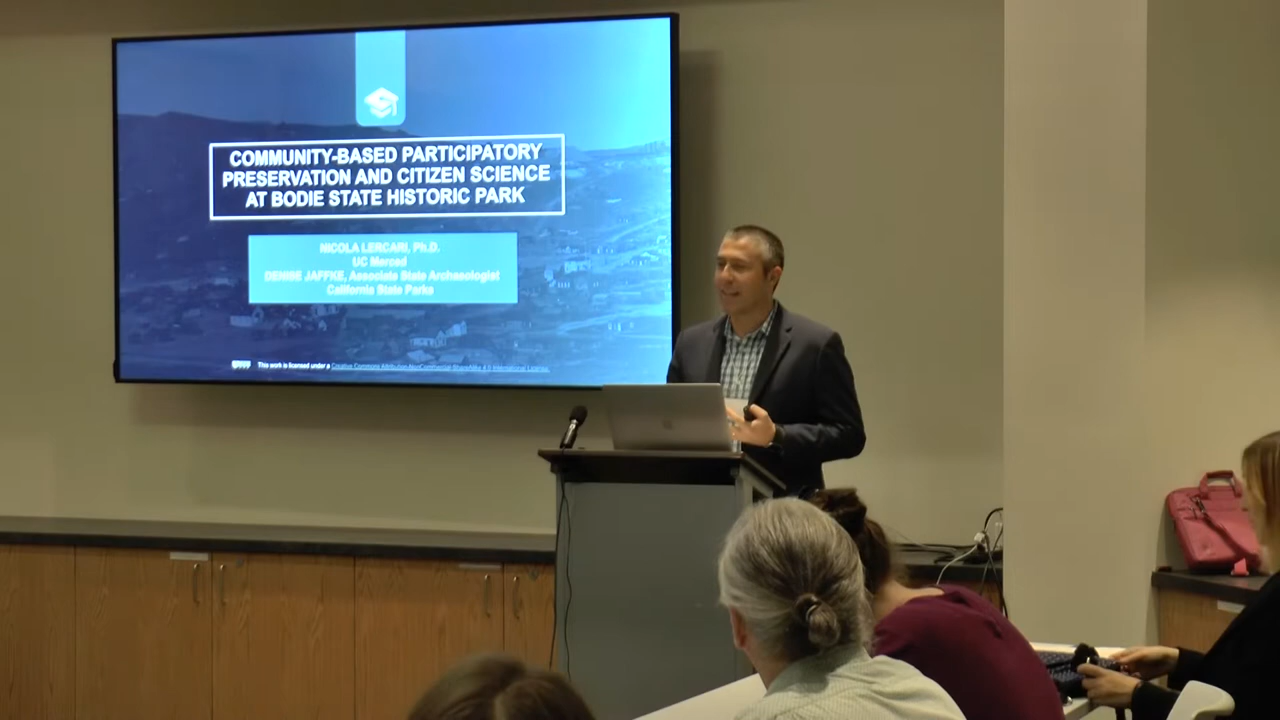 COMMUNITY-BASED PARTICIPATORY
PRESERVATION AND CITIZEN SCIENCE
AT BODIE STATE HISTORIC PARK
NICOLA LERCARI, Ph.D.
UC Merced
DENISE JAFFKE, Associate State Archaeologist
California State Parks
This work is licensed under a Creative Commons Attribution-NonCommercial-ShareAlike 4.0 International License.